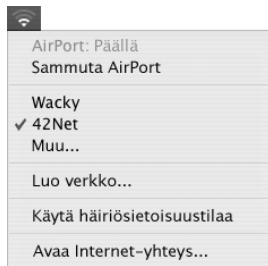 AirPort: Päällä
Sammuta AirPort
Wacky
42Net
Muu...
Luo verkko...
Käytä häiriösietoisuustilaa
Avaa Internet-yhteys...